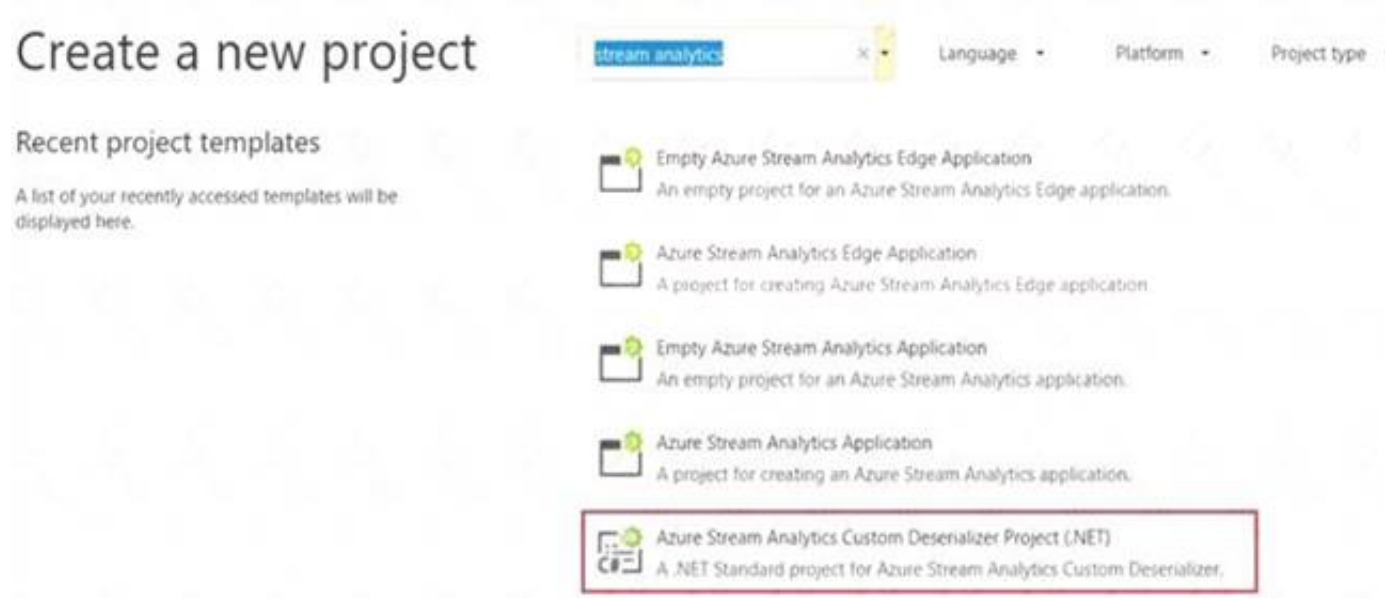 Create a new project
stream analytics
Language
Platform
Project type
Recent project templates
A list of your recently accessed templates will be
displayed here.
Empty Azure Stream Analytics Edge Application
An empty project for an Azure Stream Analytics Edge application.
Azure Stream Analytics Edge Application
A project for creating Azure Stream Analytics Edge application
Empty Azure Stream Analytics Application
An empty project for an Azure Stream Analytics application.
Azure Stream Analytics Application
A project for creating an Azure Stream Analytics application.
Azure Stream Analytics Custom Deserializer Project (.NET)
C#
A .NET Standard project for Azure Stream Analytics Custom Deserializer.